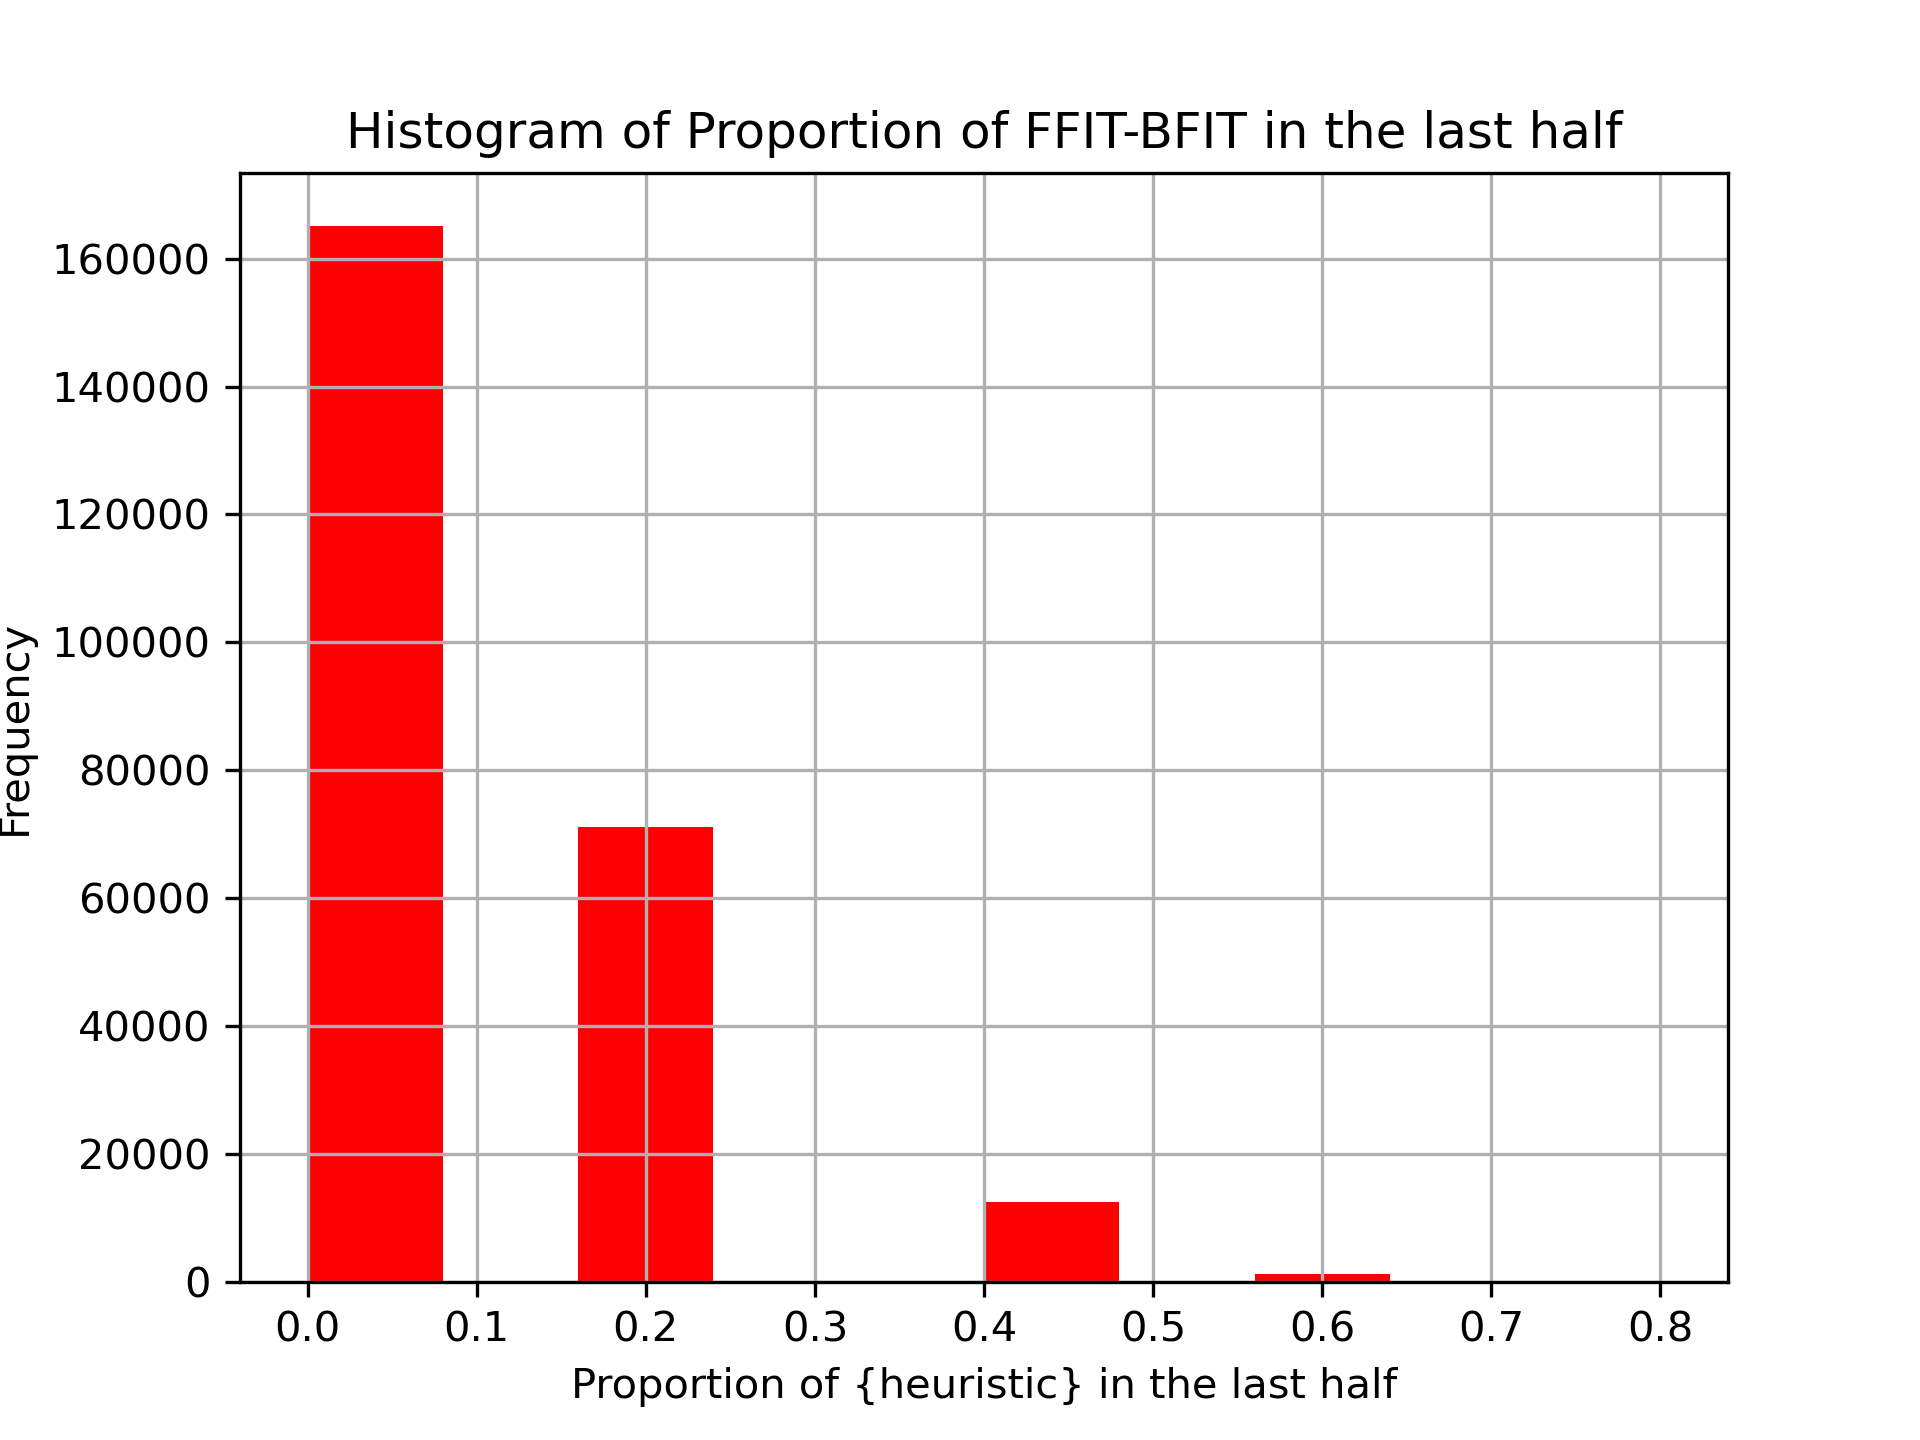 Histogram of Proportion of FFIT-BFIT in the last half
160000
140000
120000
100000
80000
60000
40000
20000
0
Frequency
0.0 0.1 0.2 0.3 0.4 0.5 0.6 0.7 0.8
Proportion of {heuristic} in the last half